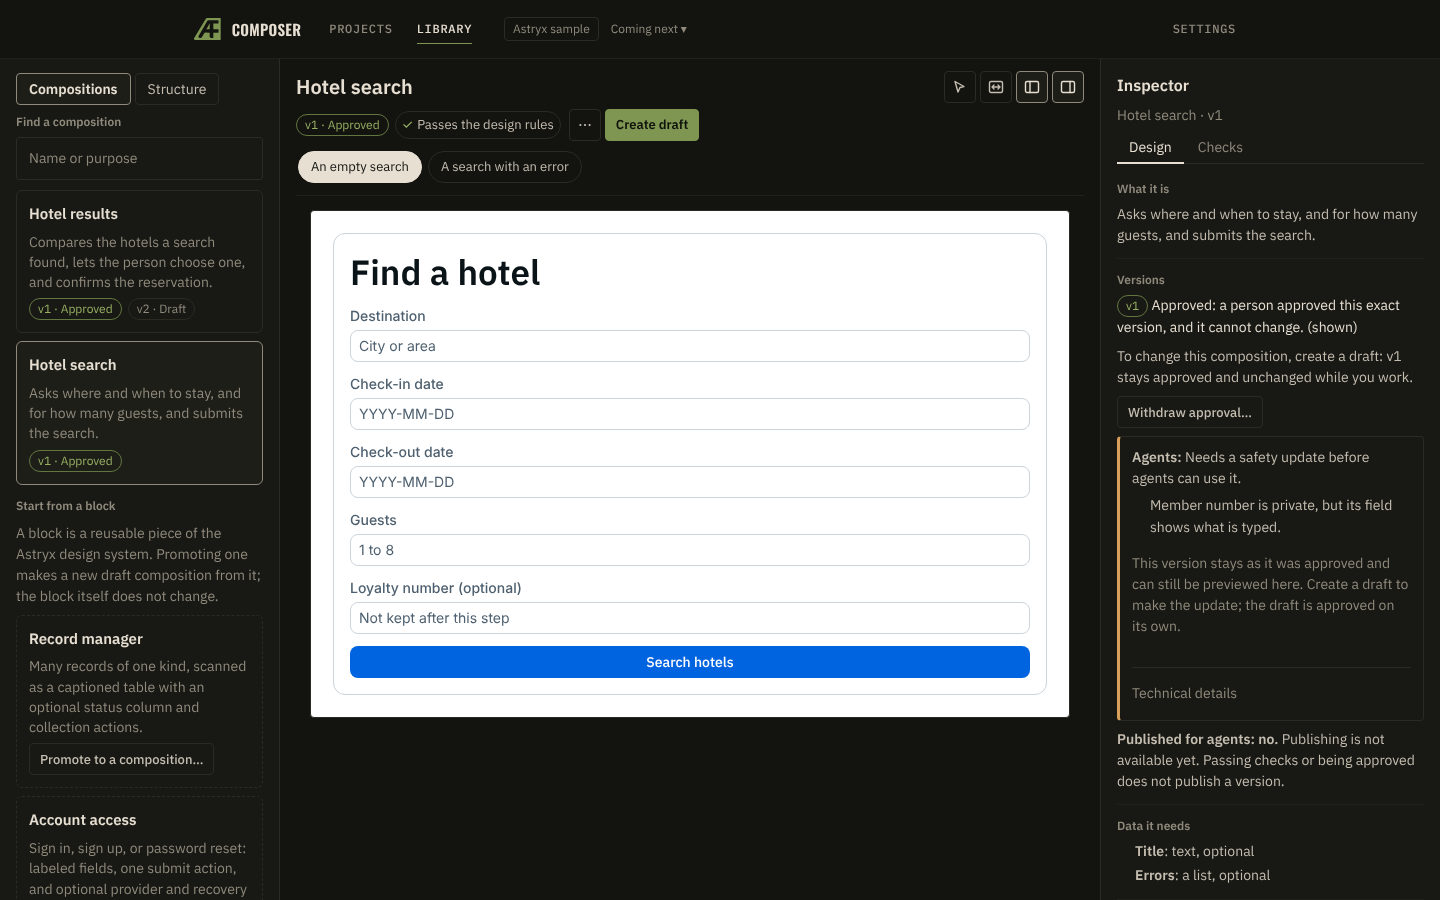 COMPOSER
PROJECTS
LIBRARY
Astryx sample
Coming next ▾
SETTINGS
Compositions
Structure
Find a composition
Name or purpose
Hotel results
Compares the hotels a search
found, lets the person choose one,
and confirms the reservation.
v1 · Approved
v2 · Draft
Hotel search
Asks where and when to stay, and
for how many guests, and submits
the search.
v1 · Approved
Start from a block
A block is a reusable piece of the
Astryx design system. Promoting one
makes a new draft composition from it;
the block itself does not change.
Record manager
Many records of one kind, scanned
as a captioned table with an
optional status column and
collection actions.
Promote to a composition...
Account access
Sign in, sign up, or password reset:
labeled fields, one submit action,
and optional provider and recovery
Hotel search
v1 · Approved
✓ Passes the design rules
···
Create draft
An empty search
A search with an error
Find a hotel
Destination
City or area
Check-in date
YYYY-MM-DD
Check-out date
YYYY-MM-DD
Guests
1 to 8
Loyalty number (optional)
Not kept after this step
Search hotels
Inspector
Hotel search · v1
Design
Checks
What it is
Asks where and when to stay, and for how many
guests, and submits the search.
Versions
v1 Approved: a person approved this exact
version, and it cannot change. (shown)
To change this composition, create a draft: v1
stays approved and unchanged while you work.
Withdraw approval...
Agents: Needs a safety update before
agents can use it.
Member number is private, but its field
shows what is typed.
This version stays as it was approved and
can still be previewed here. Create a draft to
make the update; the draft is approved on
its own.
Technical details
Published for agents: no. Publishing is not
available yet. Passing checks or being approved
does not publish a version.
Data it needs
Title: text, optional
Errors: a list, optional